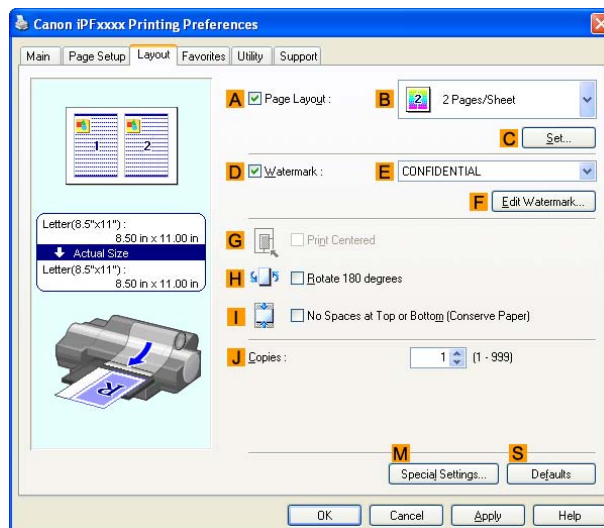 Canon iPFxxxx Printing Preferences
Main Page Setup Layout Favorites Utility Support
A Page Layout : B 2 2 Pages/Sheet
1 2
C Set...
D Watermark : E CONFIDENTIAL
F Edit Watermark...
Letter(8.5"x11") :
8.50 in x 11.00 in
Actual Size
Letter(8.5"x11") :
8.50 in x 11.00 in
G Print Centered
H Rotate 180 degrees
I No Spaces at Top or Bottom (Conserve Paper)
J Copies : 1 (1 - 999)
R
M S
Special Settings... Defaults
OK Cancel Apply Help